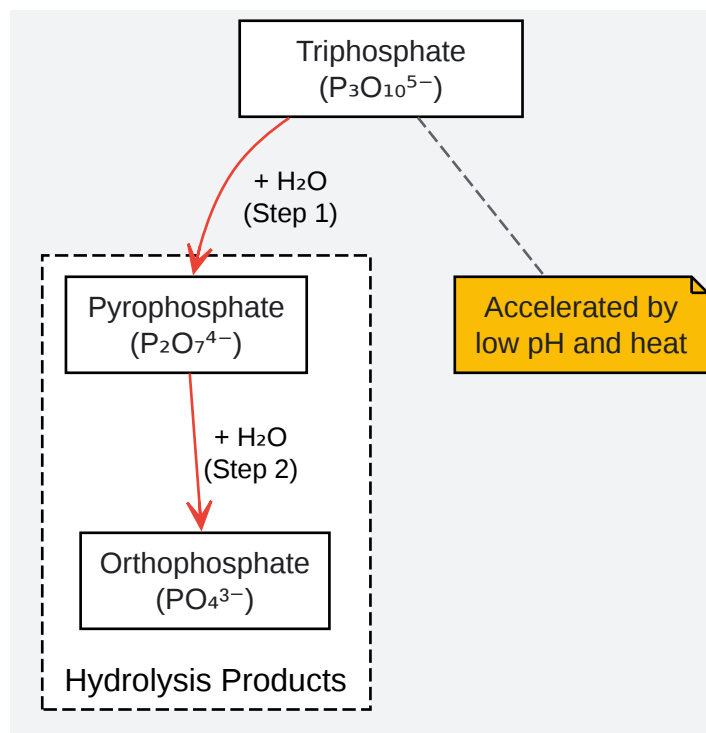 Triphosphate
(P₃O₁₀⁵⁻)
+ H₂O
(Step 1)
Pyrophosphate
(P₂O₇⁴⁻)
Accelerated by
low pH and heat
+ H₂O
(Step 2)
Orthophosphate
(PO₄³⁻)
Hydrolysis Products